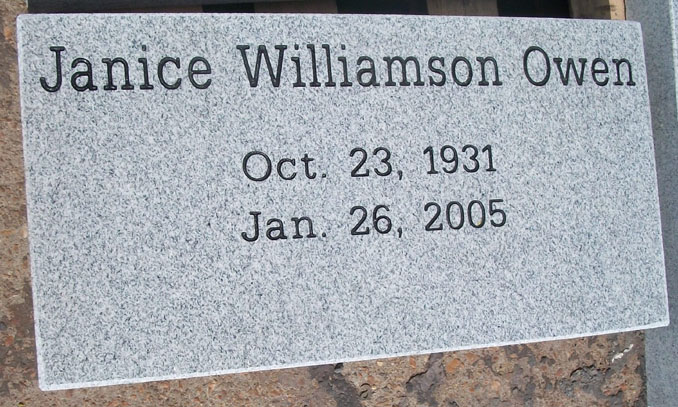 Janice Williamson Owen
Oct. 23, 1931
Jan. 26, 2005